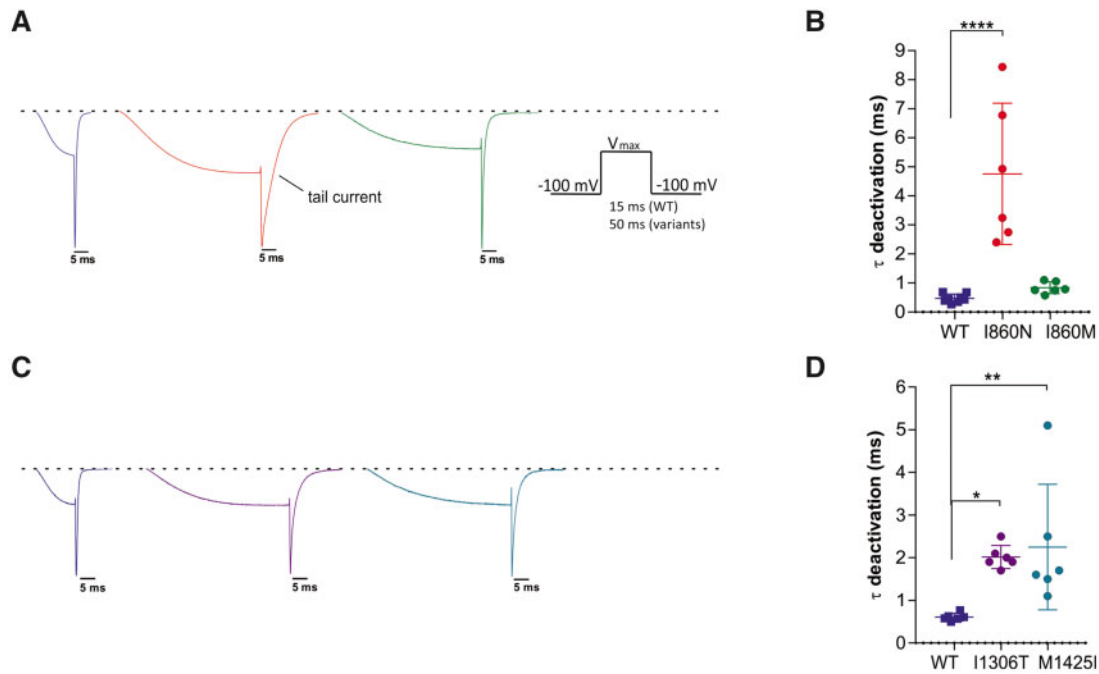 A
tail current
5 ms
5 ms
5 ms
Vmax
-100 mV
-100 mV
15 ms (WT)
50 ms (variants)
B
****
τ deactivation (ms)
9
8
7
6
5
4
3
2
1
0
WT I860N I860M
C
5 ms
5 ms
5 ms
D
**
*
τ deactivation (ms)
6
5
4
3
2
1
0
WT I1306T M1425I